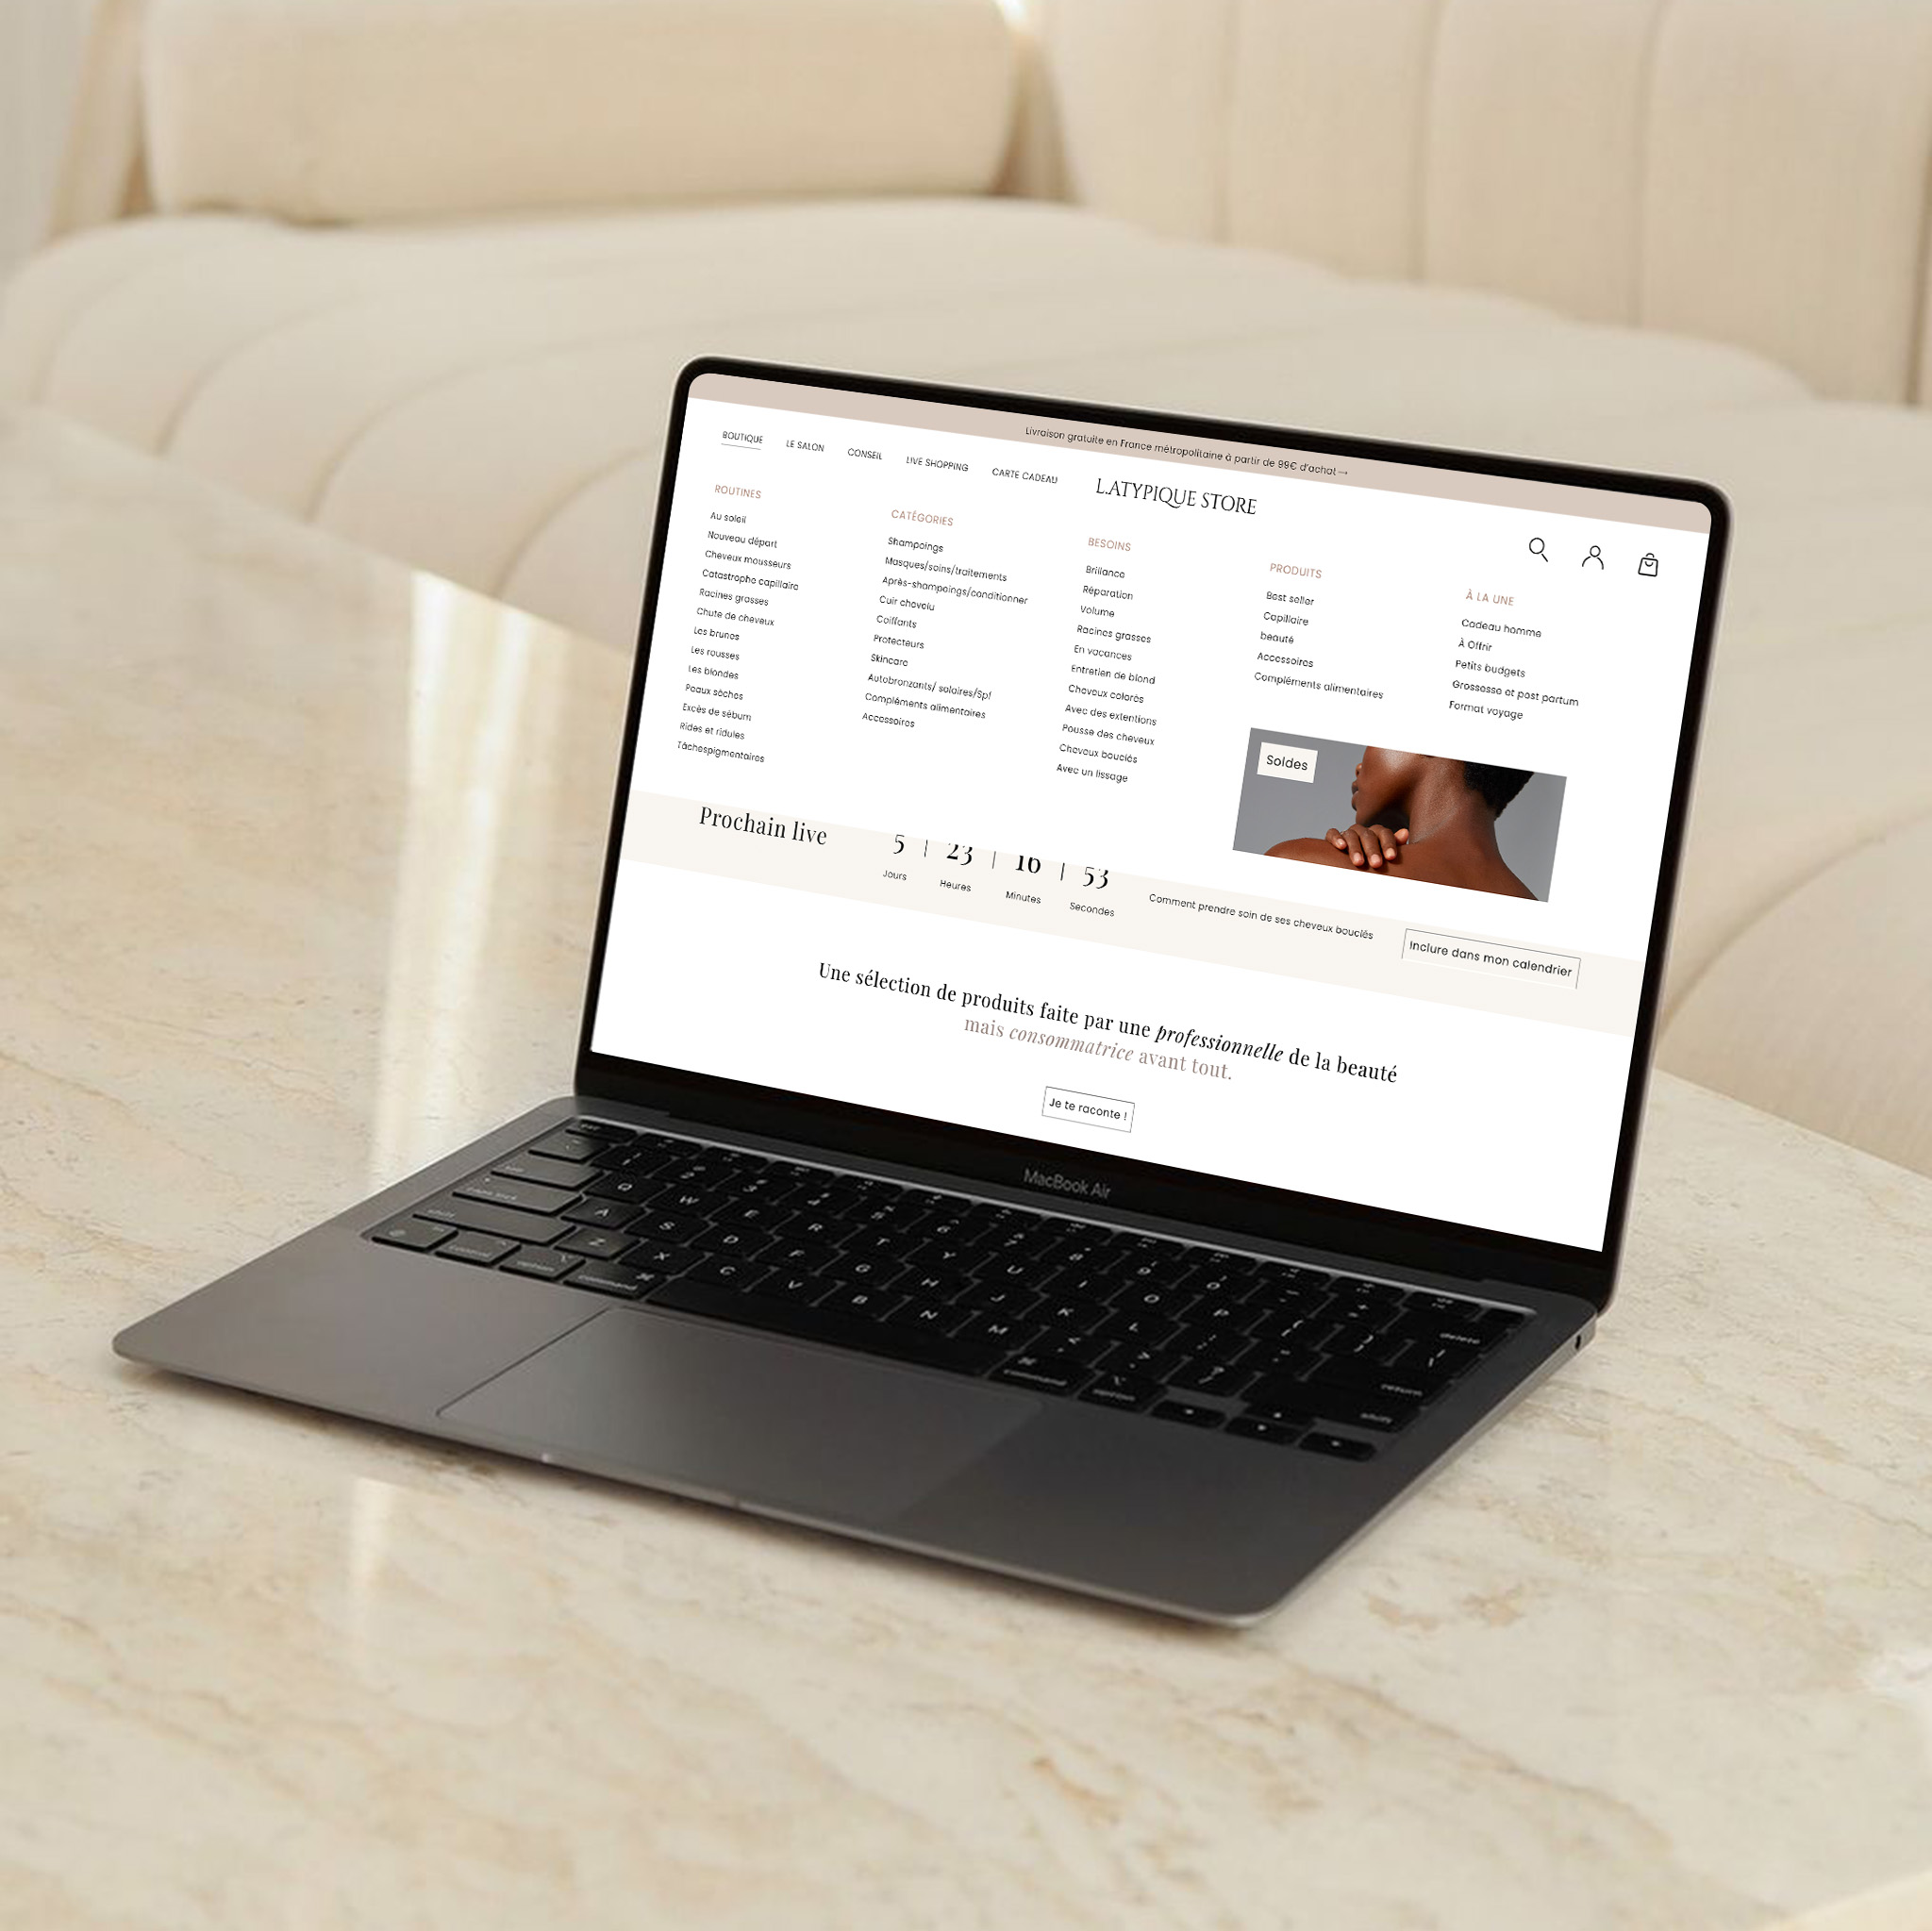 Livraison gratuite en France métropolitaine à partir de 99€ d'achat →
BOUTIQUE
LE SALON
CONSEIL
LIVE SHOPPING
CARTE CADEAU
L.ATYPIQUE STORE
ROUTINES
Au soleil
Nouveau départ
Cheveux mousseurs
Catastrophe capillaire
Racines grasses
Chute de cheveux
Les brunes
Les rousses
Les blondes
Peaux sèches
Excès de sébum
Rides et ridules
Tâchespigmentaires
CATÉGORIES
Shampoings
Masques/soins/traitements
Après-shampoings/conditionner
Cuir chevelu
Coiffants
Protecteurs
Skincare
Autobronzants/ solaires/Spf
Compléments alimentaires
Accessoires
BESOINS
Brillance
Réparation
Volume
Racines grasses
En vacances
Entretien de blond
Cheveux colorés
Avec des extentions
Pousse des cheveux
Cheveux bouclés
Avec un lissage
PRODUITS
Best seller
Capillaire
beauté
Accessoires
Compléments alimentaires
À LA UNE
Cadeau homme
À Offrir
Petits budgets
Grossesse et post partum
Format voyage
Soldes
Prochain live
5 | 23 | 16 | 53
Jours Heures Minutes Secondes
Comment prendre soin de ses cheveux bouclés
Inclure dans mon calendrier
Une sélection de produits faite par une professionnelle de la beauté
mais consommatrice avant tout.
Je te raconte !
MacBook Air
Q W E R T Y U I O P
A S D F G H J K L
Z X C V B N M
command
command
option
delete
return
shift